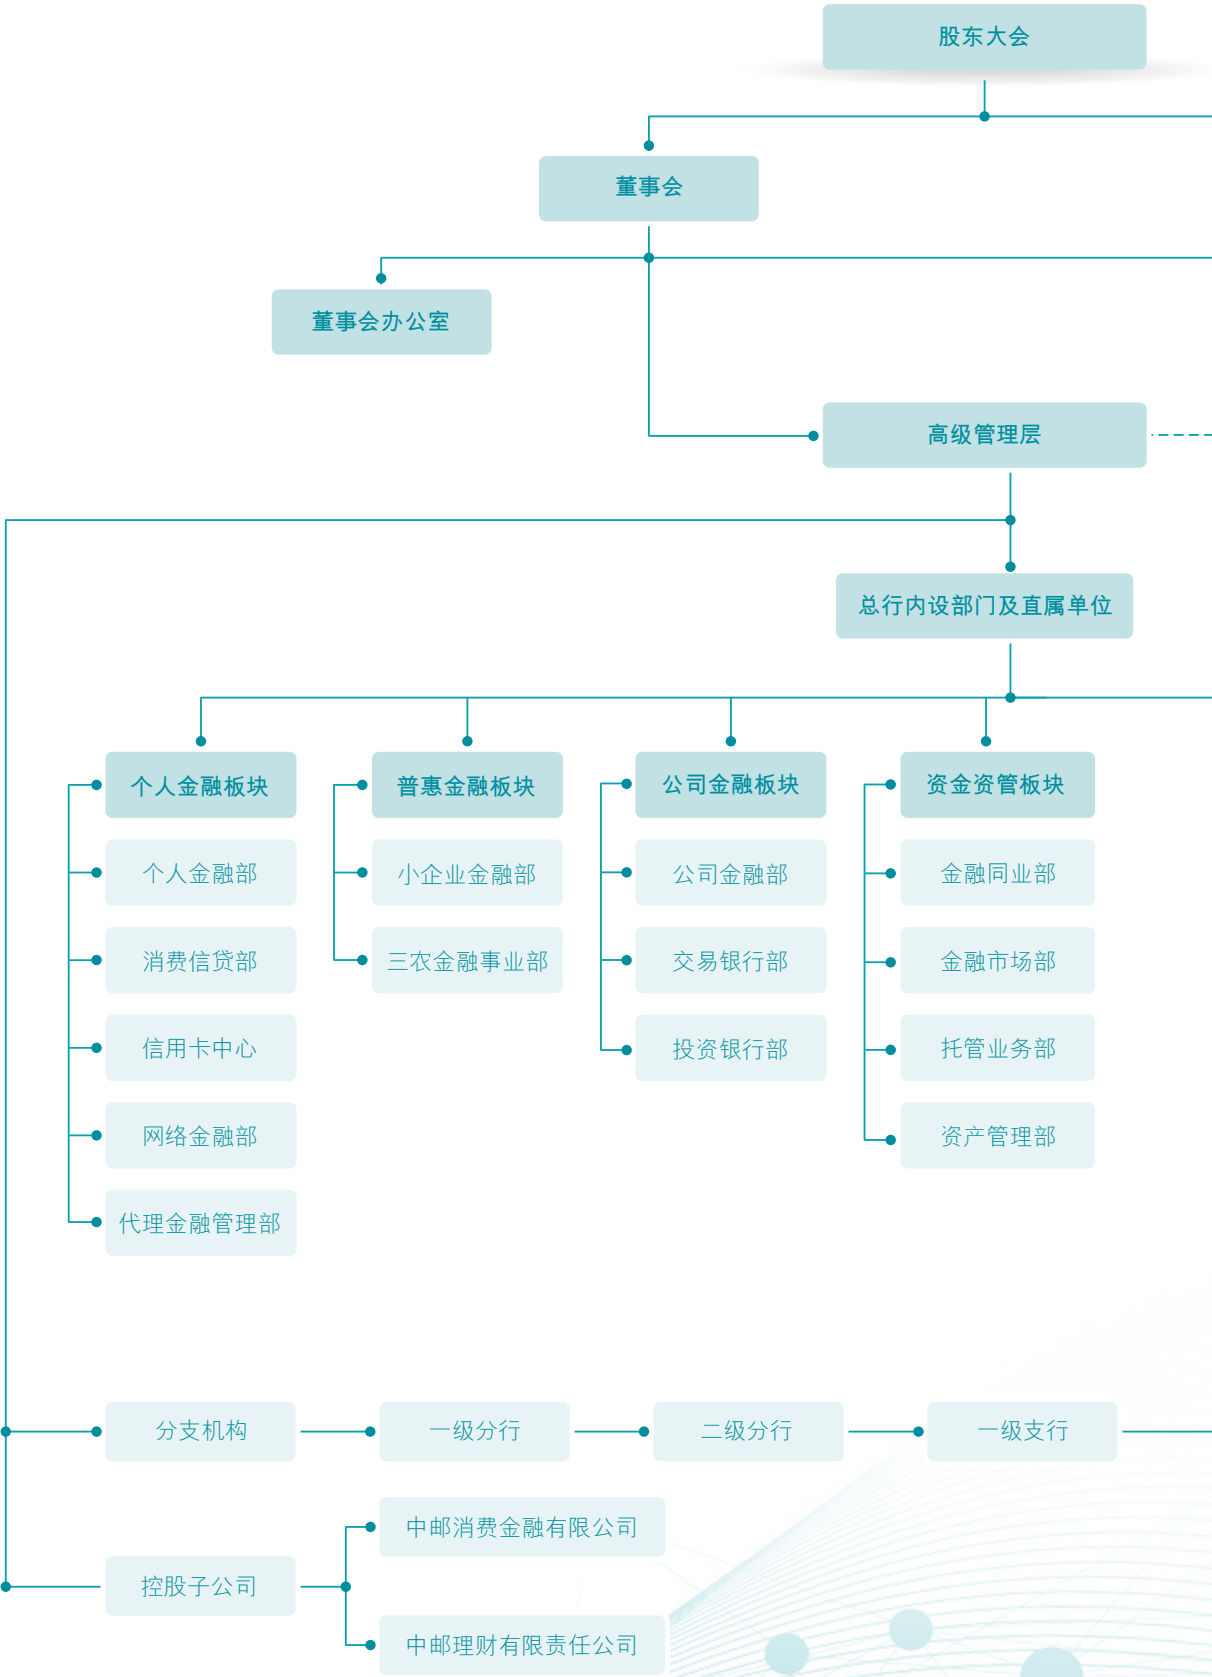 股东大会
董事会
董事会办公室
高级管理层
总行内设部门及直属单位
个人金融板块
个人金融部
消费信贷部
信用卡中心
网络金融部
代理金融管理部
普惠金融板块
小企业金融部
三农金融事业部
公司金融板块
公司金融部
交易银行部
投资银行部
资金资管板块
金融同业部
金融市场部
托管业务部
资产管理部
分支机构
一级分行
二级分行
一级支行
控股子公司
中邮消费金融有限公司
中邮理财有限责任公司